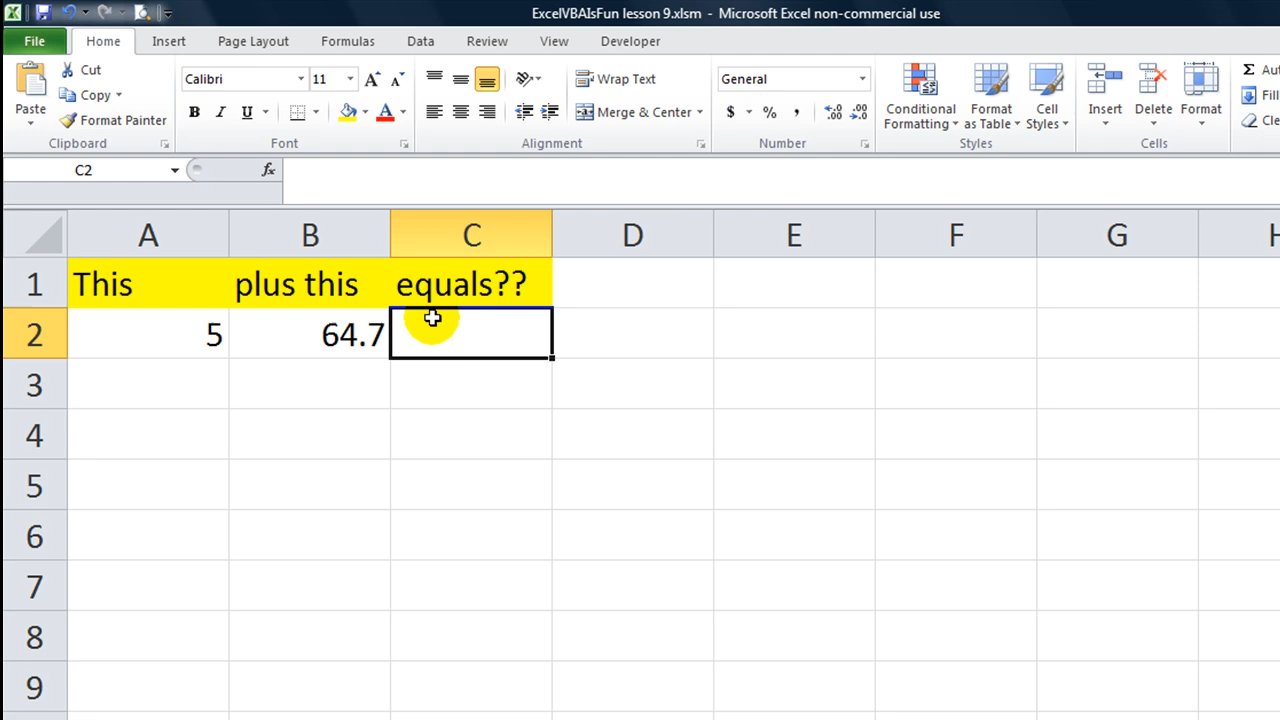 ExcelVBAIsFun lesson 9.xlsm - Microsoft Excel non-commercial use
File Home Insert Page Layout Formulas Data Review View Developer
Paste
Cut
Copy
Format Painter
Clipboard
Calibri 11
B I U A
Font
Wrap Text
Merge & Center
Alignment
General
$ % ,
Number
Conditional Formatting
Format as Table
Cell Styles
Styles
Insert Delete Format
Cells
Σ Aut
Fill
Cle
C2 fx
A B C D E F G H
1 This plus this equals??
2 5 64.7
3
4
5
6
7
8
9